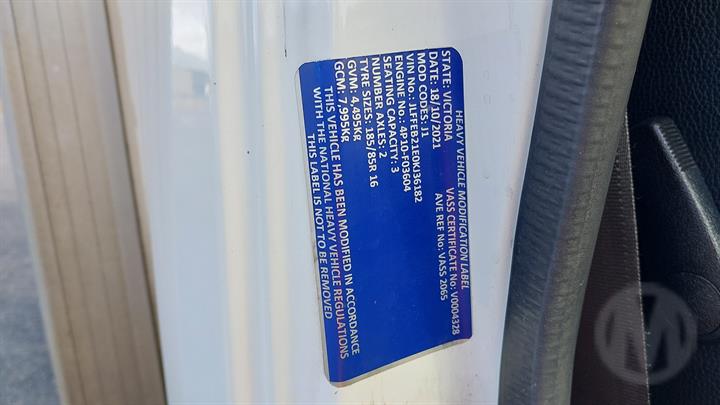 HEAVY VEHICLE MODIFICATION LABEL
STATE: VICTORIA VASS CERTIFICATE No: V0004328
DATE: 18/10/2021 AVE REF No: VASS 2065
MOD CODES: J1
VIN No: JLFFEB21E0KJ36182
ENGINE No: 4P10-F03604
SEATING CAPACITY: 3
NUMBER AXLES: 2
TYRE SIZES: 185/85R 16
GVM: 4,495Kg
GCM: 7,995Kg
THIS VEHICLE HAS BEEN MODIFIED IN ACCORDANCE
WITH THE NATIONAL HEAVY VEHICLE REGULATIONS
THIS LABEL IS NOT TO BE REMOVED
M